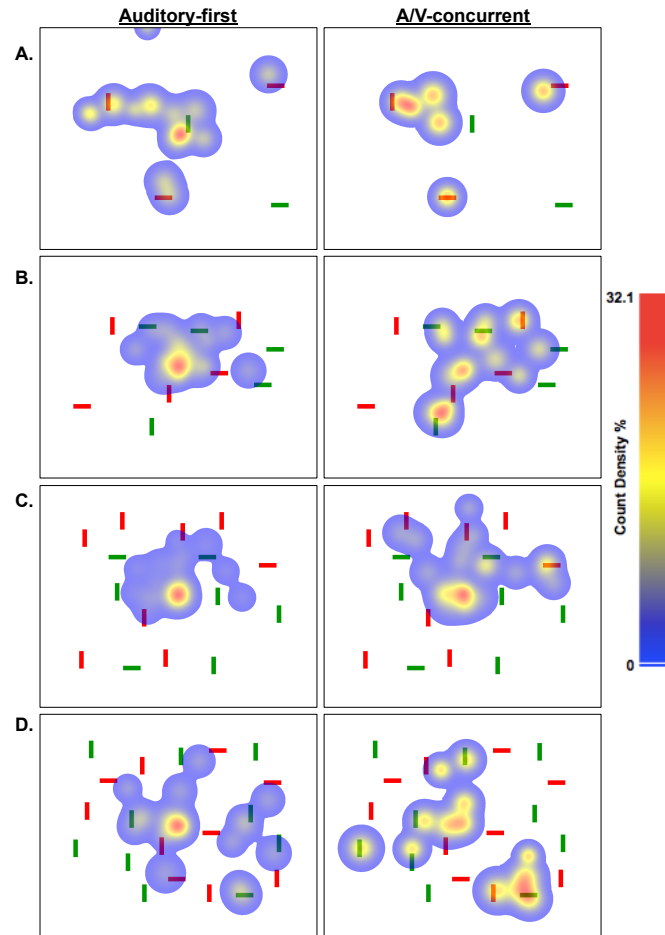 Auditory-first A/V-concurrent
A.
B.
32.1
Count Density %
C.
0
D.